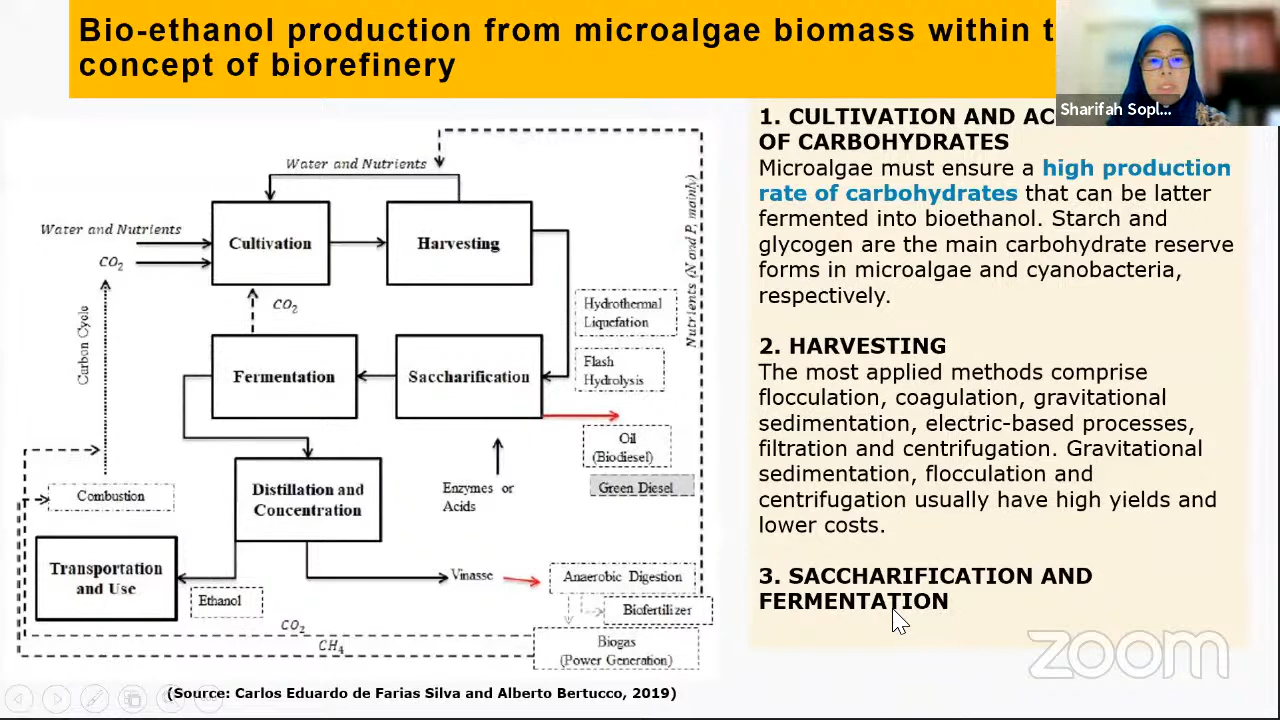 Bio-ethanol production from microalgae biomass within t
concept of biorefinery
Sharifah Sopl...
Water and Nutrients
Water and Nutrients
CO2
Cultivation
Harvesting
Nutrients (N and P, mainly)
CO2
Hydrothermal
Liquefation
Carbon Cycle
Fermentation
Saccharification
Flash
Hydrolysis
Oil
(Biodiesel)
Green Diesel
Combustion
Distillation and
Concentration
Enzymes or
Acids
Transportation
and Use
Ethanol
Vinasse
Anaerobic Digestion
Biofertilizer
CO2
CH4
Biogas
(Power Generation)
(Source: Carlos Eduardo de Farias Silva and Alberto Bertucco, 2019)
1. CULTIVATION AND AC
OF CARBOHYDRATES
Microalgae must ensure a high production
rate of carbohydrates that can be latter
fermented into bioethanol. Starch and
glycogen are the main carbohydrate reserve
forms in microalgae and cyanobacteria,
respectively.
2. HARVESTING
The most applied methods comprise
flocculation, coagulation, gravitational
sedimentation, electric-based processes,
filtration and centrifugation. Gravitational
sedimentation, flocculation and
centrifugation usually have high yields and
lower costs.
3. SACCHARIFICATION AND
FERMENTATION
zoom